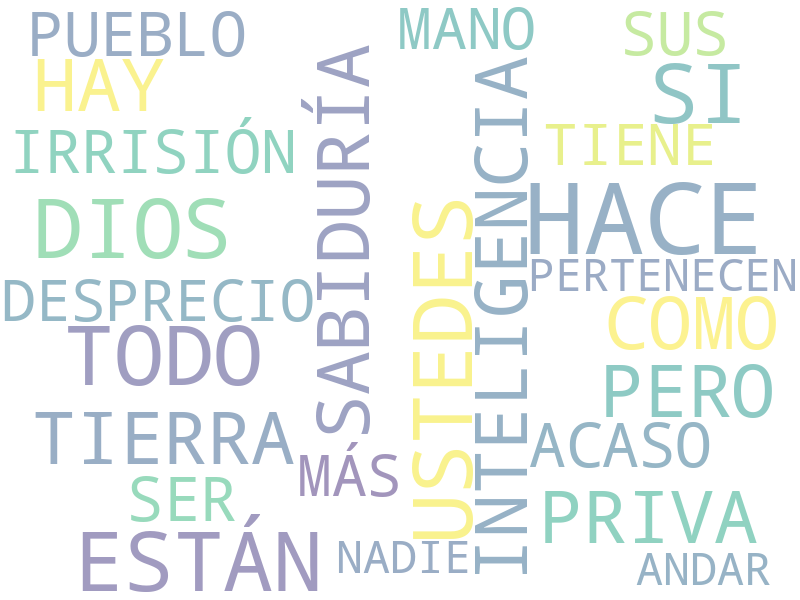 PUEBLO
MANO
SUS
HAY
SI
IRRISIÓN
SABIDURÍA
INTELIGENCIA
TIENE
DIOS
USTEDES
HACE
DESPRECIO
PERTENECEN
TODO
COMO
PERO
TIERRA
ACASO
MÁS
SER
PRIVA
ESTÁN
NADIE
ANDAR